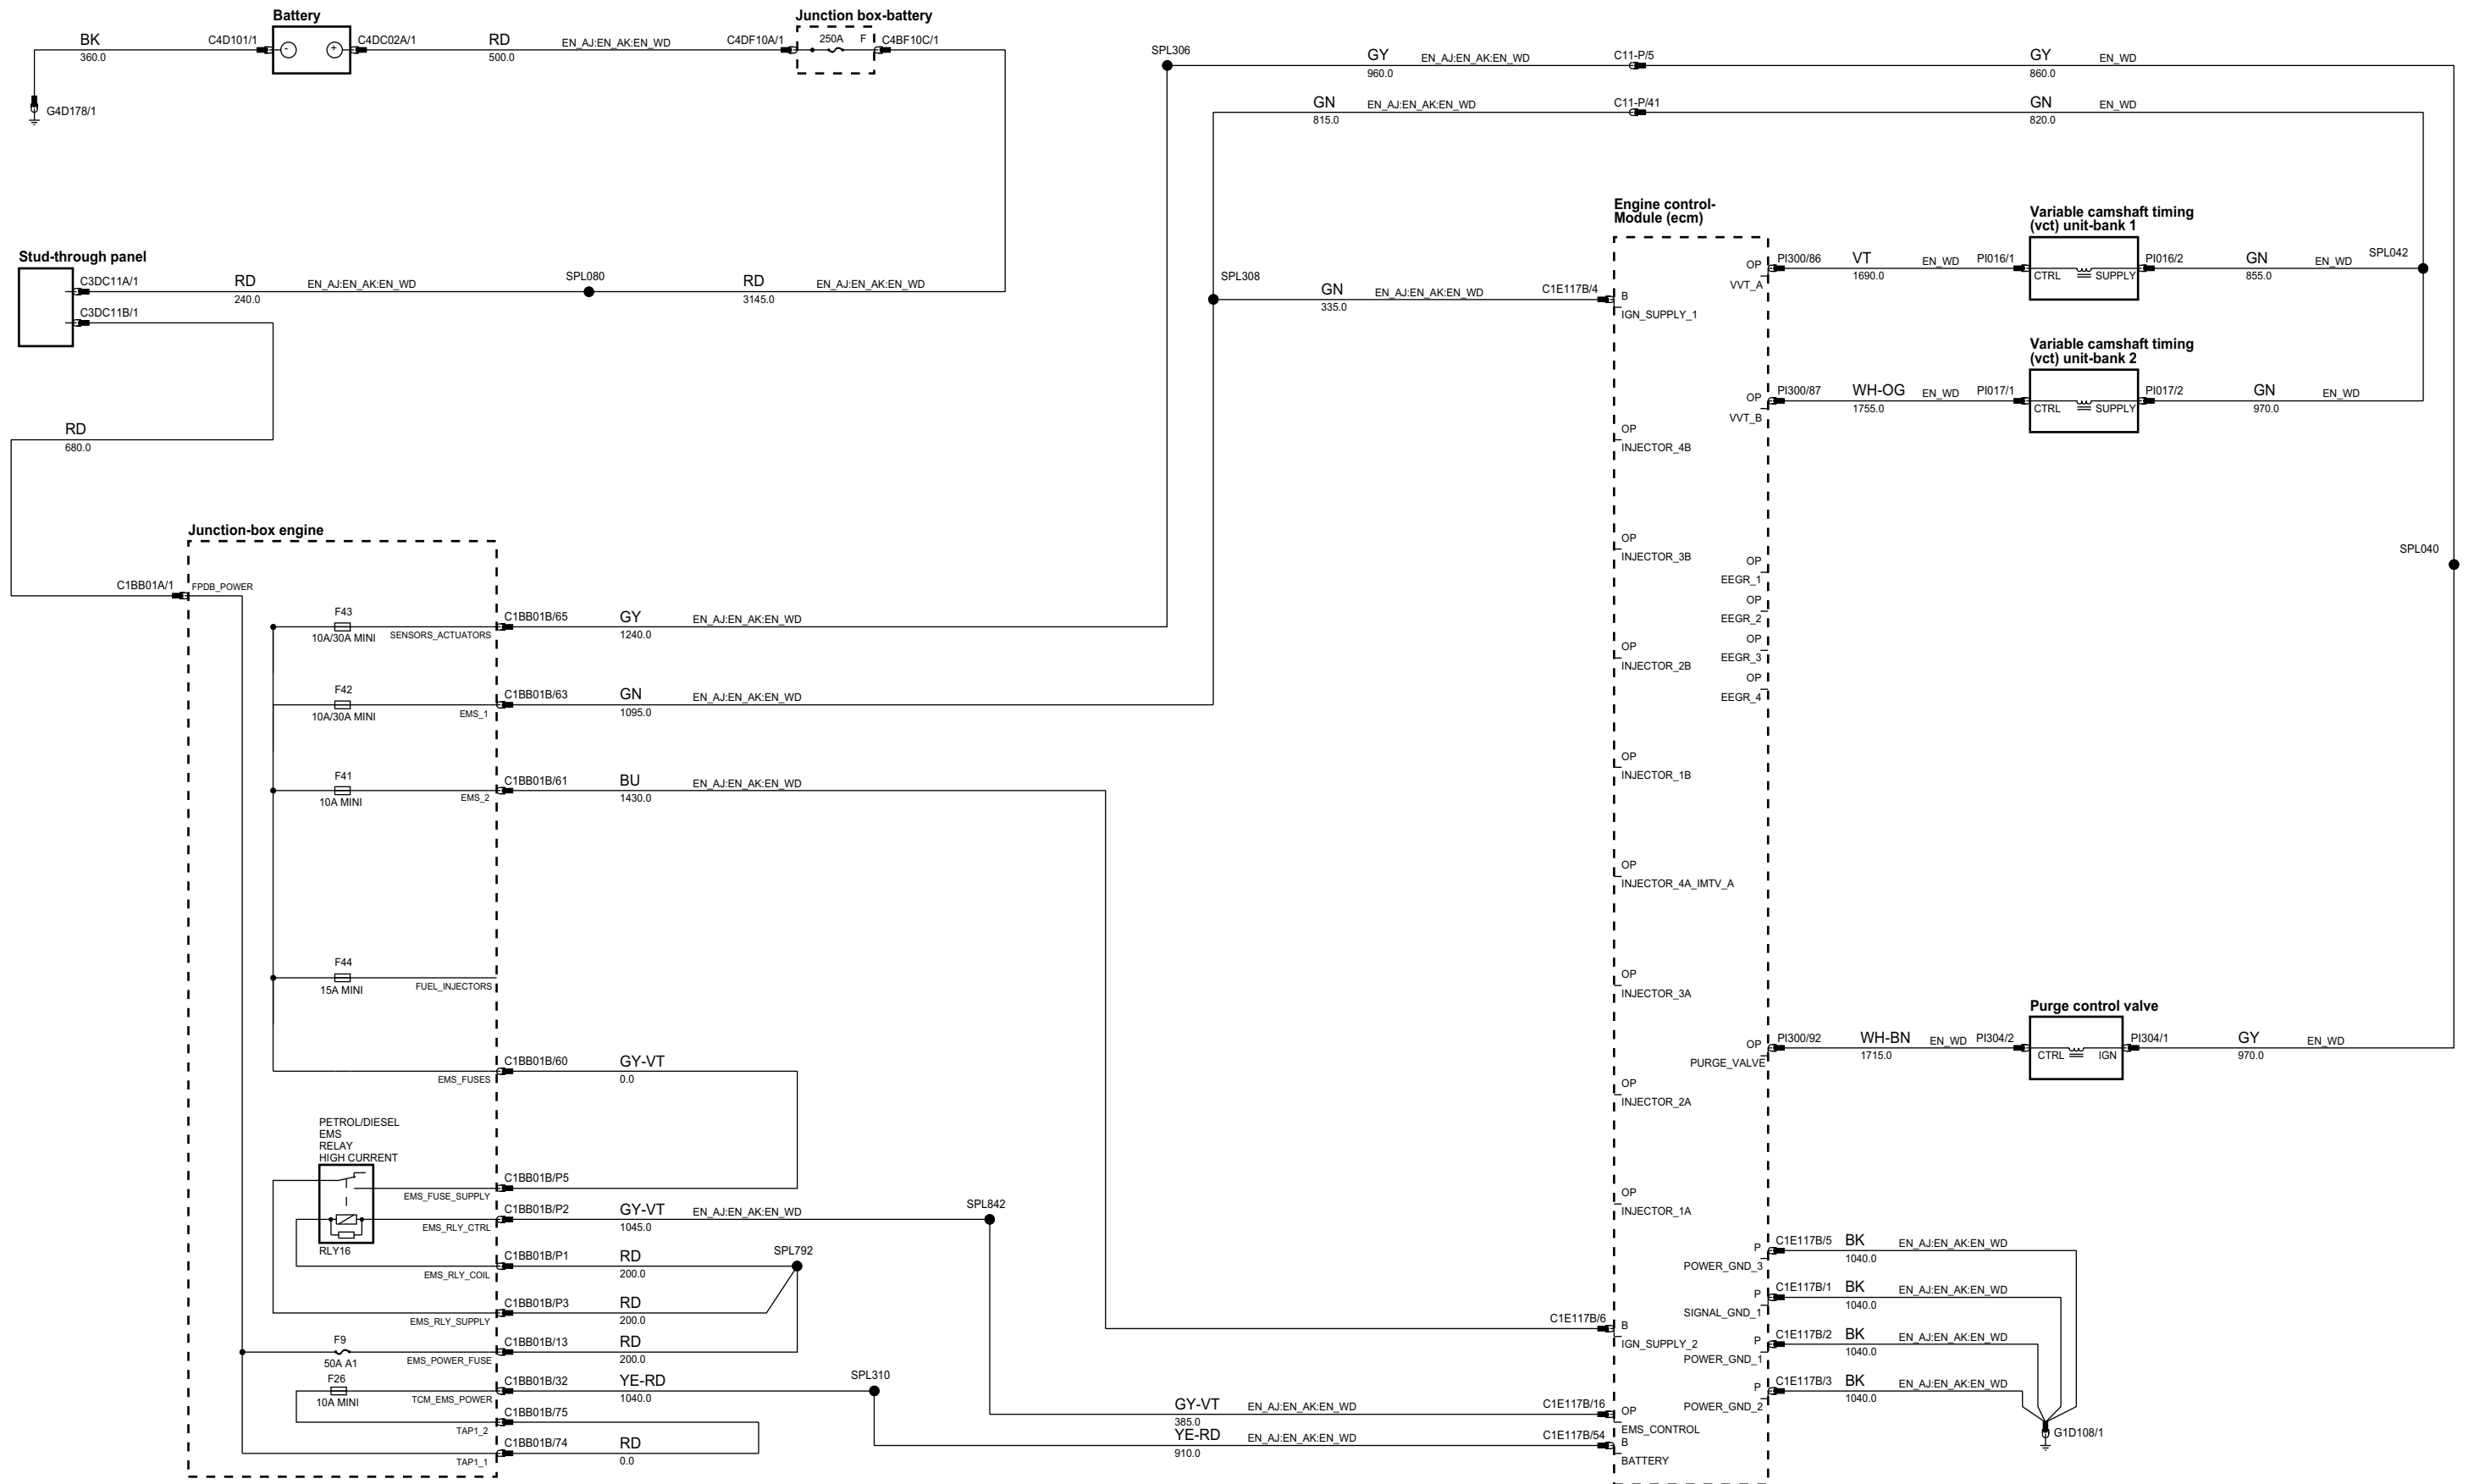 Battery
Junction box-battery
BK
360.0
C4D101/1
-
+
C4DC02A/1
RD
500.0
EN_AJ:EN_AK:EN_WD
C4DF10A/1
250A F
C4BF10C/1
G4D178/1
SPL306
GY
960.0
EN_AJ:EN_AK:EN_WD
C11-P/5
GY
860.0
EN_WD
GN
815.0
EN_AJ:EN_AK:EN_WD
C11-P/41
GN
820.0
EN_WD
Stud-through panel
C3DC11A/1
RD
240.0
EN_AJ:EN_AK:EN_WD
SPL080
RD
3145.0
EN_AJ:EN_AK:EN_WD
C3DC11B/1
RD
680.0
SPL308
GN
335.0
EN_AJ:EN_AK:EN_WD
C1E117B/4
Engine control-
Module (ecm)
B
IGN_SUPPLY_1
OP
VVT_A
PI300/86
VT
1690.0
EN_WD
PI016/1
Variable camshaft timing
(vct) unit-bank 1
CTRL
SUPPLY
PI016/2
GN
855.0
EN_WD
SPL042
OP
VVT_B
PI300/87
WH-OG
1755.0
EN_WD
PI017/1
Variable camshaft timing
(vct) unit-bank 2
CTRL
SUPPLY
PI017/2
GN
970.0
EN_WD
OP
INJECTOR_4B
OP
INJECTOR_3B
OP
EEGR_1
OP
EEGR_2
OP
EEGR_3
OP
EEGR_4
OP
INJECTOR_2B
OP
INJECTOR_1B
OP
INJECTOR_4A_IMTV_A
OP
INJECTOR_3A
SPL040
Junction-box engine
C1BB01A/1
FPDB_POWER
F43
10A/30A MINI
SENSORS_ACTUATORS
C1BB01B/65
GY
1240.0
EN_AJ:EN_AK:EN_WD
F42
10A/30A MINI
EMS_1
C1BB01B/63
GN
1095.0
EN_AJ:EN_AK:EN_WD
F41
10A MINI
EMS_2
C1BB01B/61
BU
1430.0
EN_AJ:EN_AK:EN_WD
F44
15A MINI
FUEL_INJECTORS
C1BB01B/60
EMS_FUSES
GY-VT
0.0
OP
PURGE_VALVE
PI300/92
WH-BN
1715.0
EN_WD
PI304/2
Purge control valve
CTRL
IGN
PI304/1
GY
970.0
EN_WD
OP
INJECTOR_2A
OP
INJECTOR_1A
PETROL/DIESEL
EMS
RELAY
HIGH CURRENT
RLY16
C1BB01B/P5
EMS_FUSE_SUPPLY
C1BB01B/P2
EMS_RLY_CTRL
GY-VT
1045.0
EN_AJ:EN_AK:EN_WD
SPL842
C1BB01B/P1
EMS_RLY_COIL
RD
200.0
SPL792
C1BB01B/P3
EMS_RLY_SUPPLY
RD
200.0
F9
50A A1
EMS_POWER_FUSE
C1BB01B/13
RD
200.0
F26
10A MINI
TCM_EMS_POWER
C1BB01B/32
YE-RD
1040.0
SPL310
C1BB01B/75
TAP1_2
C1BB01B/74
TAP1_1
RD
0.0
P
POWER_GND_3
C1E117B/5
BK
1040.0
EN_AJ:EN_AK:EN_WD
P
SIGNAL_GND_1
C1E117B/1
BK
1040.0
EN_AJ:EN_AK:EN_WD
C1E117B/6
B
IGN_SUPPLY_2
P
POWER_GND_1
C1E117B/2
BK
1040.0
EN_AJ:EN_AK:EN_WD
P
POWER_GND_2
C1E117B/3
BK
1040.0
EN_AJ:EN_AK:EN_WD
G1D108/1
GY-VT
385.0
EN_AJ:EN_AK:EN_WD
C1E117B/16
OP
EMS_CONTROL
YE-RD
910.0
EN_AJ:EN_AK:EN_WD
C1E117B/54
B
BATTERY